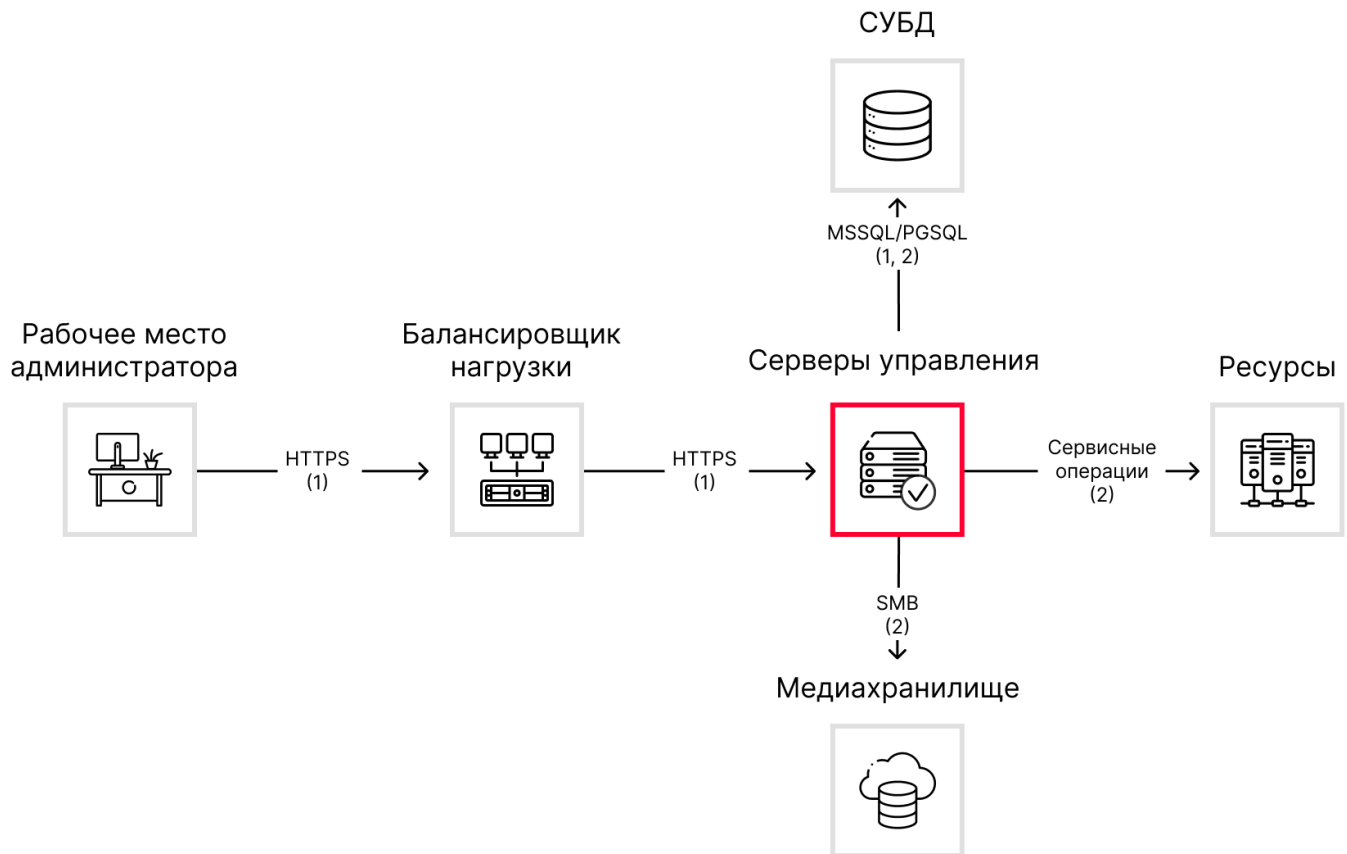 СУБД
MSSQL/PGSQL
(1, 2)
Рабочее место
администратора
Балансировщик
нагрузки
Серверы управления
Ресурсы
HTTPS
(1)
HTTPS
(1)
Сервисные
операции
(2)
SMB
(2)
Медиахранилище